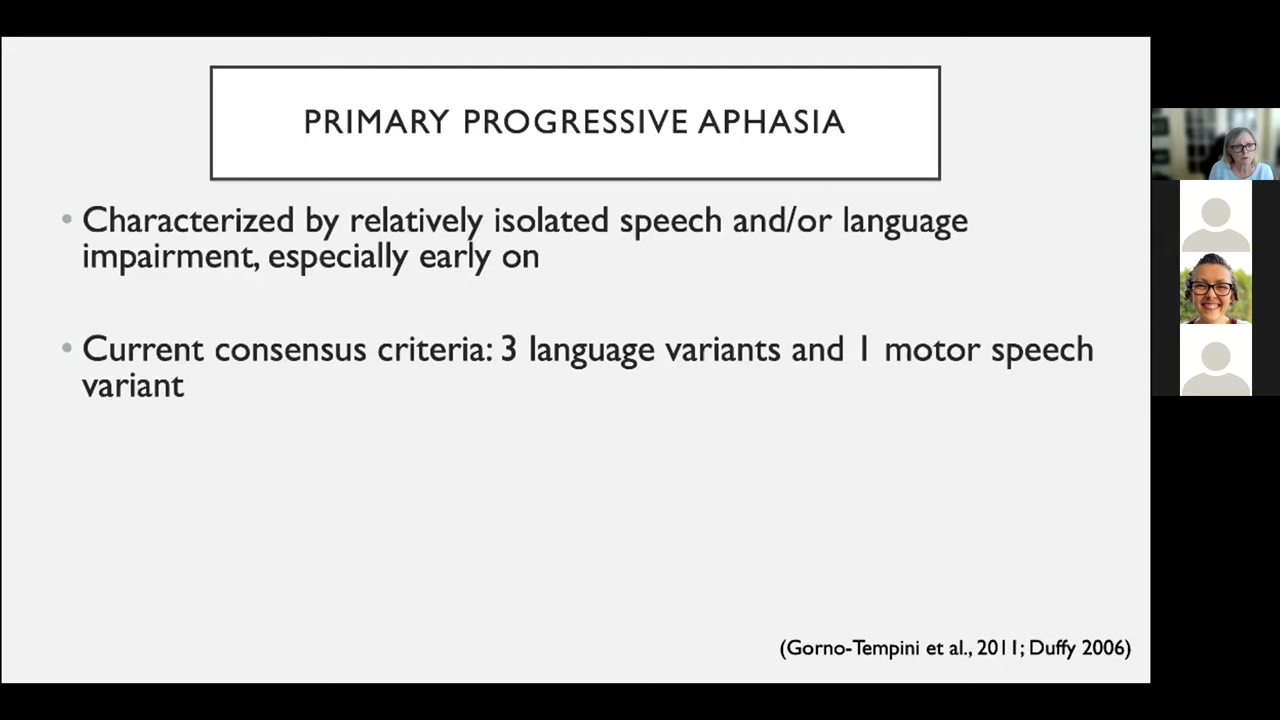 PRIMARY PROGRESSIVE APHASIA
• Characterized by relatively isolated speech and/or language
impairment, especially early on
• Current consensus criteria: 3 language variants and 1 motor speech
variant
(Gorno-Tempini et al., 2011; Duffy 2006)